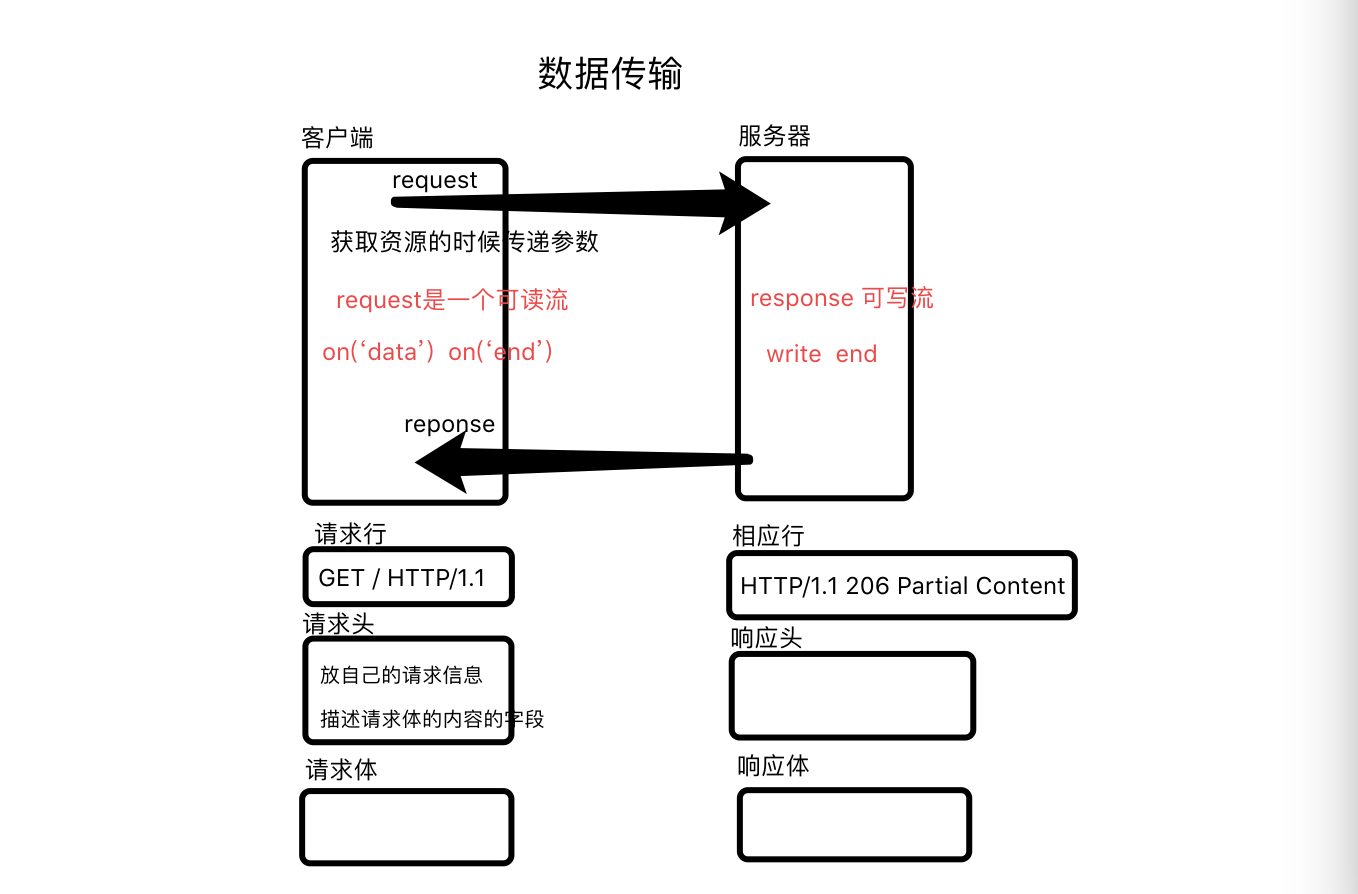 数据传输
客户端
服务器
request
获取资源的时候传递参数
request是一个可读流
on(‘data’) on(‘end’)
response 可写流
write end
reponse
请求行
GET / HTTP/1.1
请求头
放自己的请求信息
描述请求体的内容的字段
请求体
相应行
HTTP/1.1 206 Partial Content
响应头
响应体